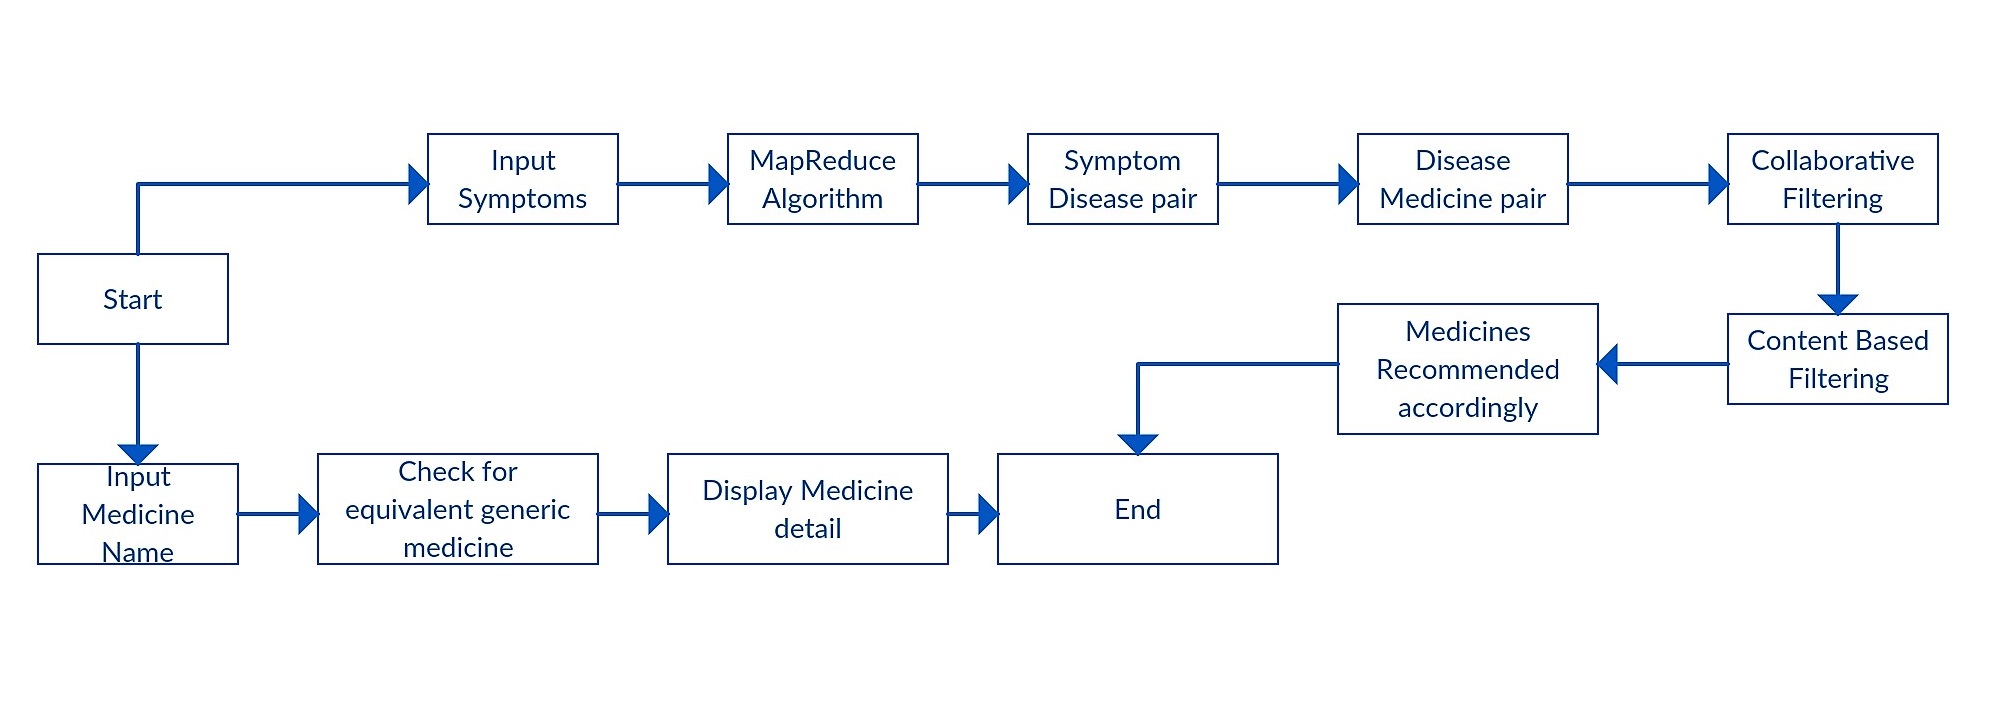 Input
Symptoms
MapReduce
Algorithm
Symptom
Disease pair
Disease
Medicine pair
Collaborative
Filtering
Start
Medicines
Recommended
accordingly
Content Based
Filtering
Input
Medicine
Name
Check for
equivalent generic
medicine
Display Medicine
detail
End